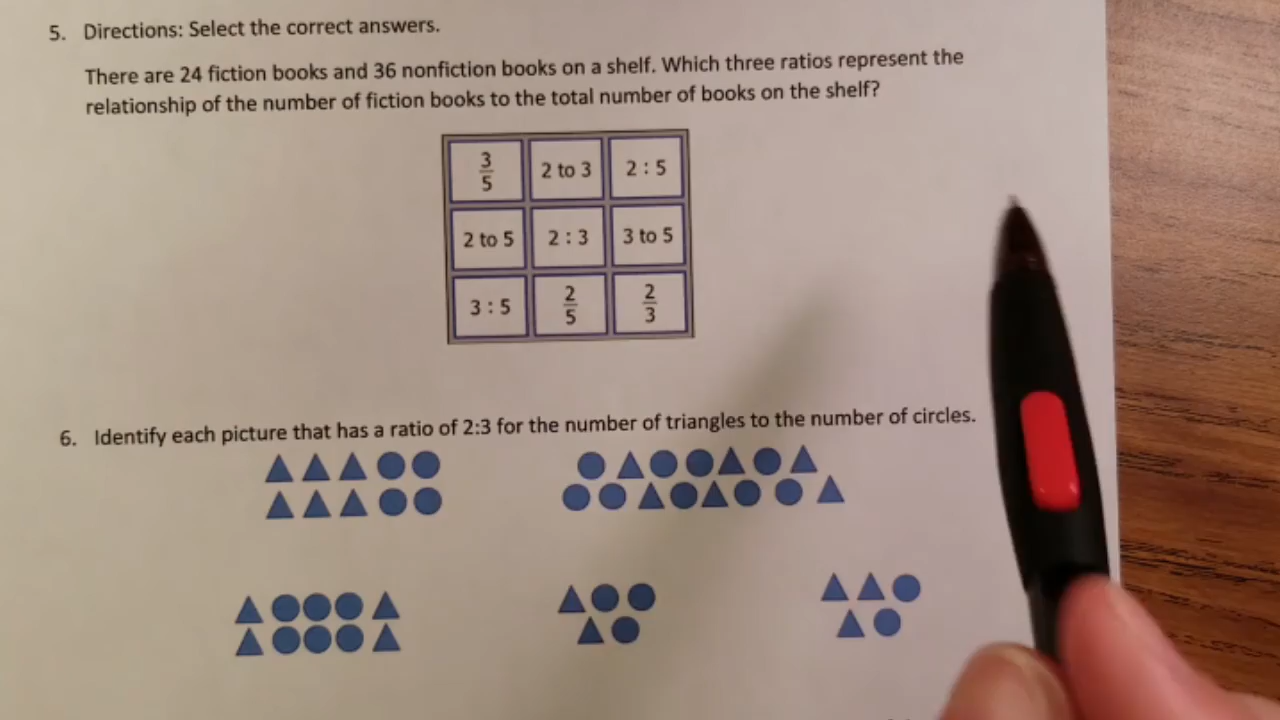 5. Directions: Select the correct answers.
There are 24 fiction books and 36 nonfiction books on a shelf. Which three ratios represent the
relationship of the number of fiction books to the total number of books on the shelf?
3/5 2 to 3 2 : 5
2 to 5 2 : 3 3 to 5
3 : 5 2/5 2/3
6. Identify each picture that has a ratio of 2:3 for the number of triangles to the number of circles.